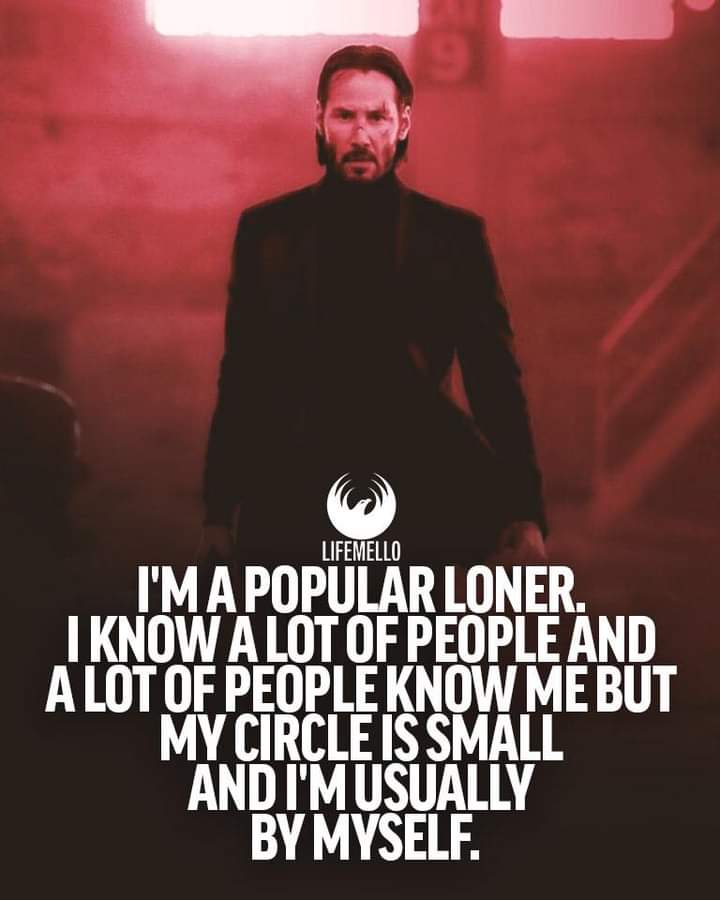 9
LIFEMELLO
I'M A POPULAR LONER.
I KNOW A LOT OF PEOPLE AND
A LOT OF PEOPLE KNOW ME BUT
MY CIRCLE IS SMALL
AND I'M USUALLY
BY MYSELF.